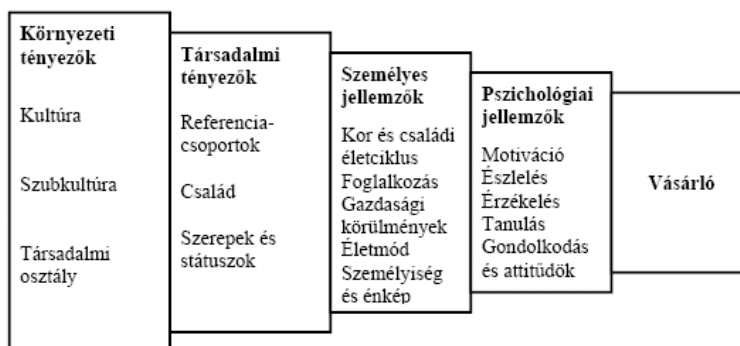 Környezeti
tényezők
Kultúra
Szubkultúra
Társadalmi
osztály
Társadalmi
tényezők
Referencia-
csoportok
Család
Szerepek és
státuszok
Személyes
jellemzők
Kor és családi
életciklus
Foglalkozás
Gazdasági
körülmények
Életmód
Személyiség
és énkép
Pszichológiai
jellemzők
Motiváció
Észlelés
Érzékelés
Tanulás
Gondolkodás
és attitűdök
Vásárló